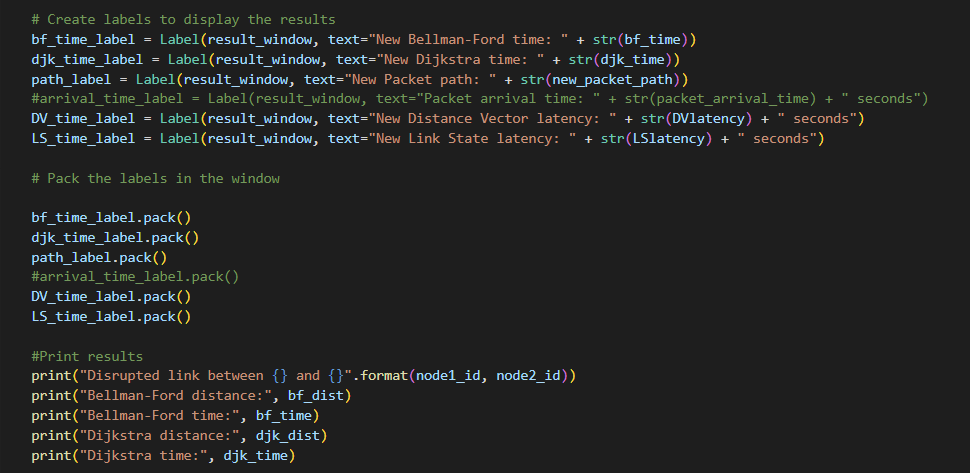 # Create labels to display the results
bf_time_label = Label(result_window, text="New Bellman-Ford time: " + str(bf_time))
djk_time_label = Label(result_window, text="New Dijkstra time: " + str(djk_time))
path_label = Label(result_window, text="New Packet path: " + str(new_packet_path))
#arrival_time_label = Label(result_window, text="Packet arrival time: " + str(packet_arrival_time) + " seconds")
DV_time_label = Label(result_window, text="New Distance Vector latency: " + str(DVlatency) + " seconds")
LS_time_label = Label(result_window, text="New Link State latency: " + str(LSlatency) + " seconds")
# Pack the labels in the window
bf_time_label.pack()
djk_time_label.pack()
path_label.pack()
#arrival_time_label.pack()
DV_time_label.pack()
LS_time_label.pack()
#Print results
print("Disrupted link between {} and {}".format(node1_id, node2_id))
print("Bellman-Ford distance:", bf_dist)
print("Bellman-Ford time:", bf_time)
print("Dijkstra distance:", djk_dist)
print("Dijkstra time:", djk_time)